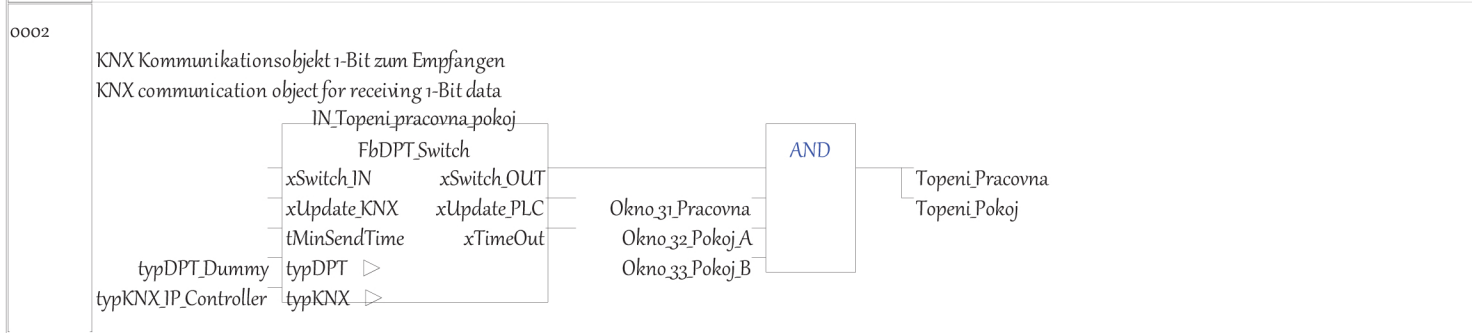 0002
KNX Kommunikationsobjekt 1-Bit zum Empfangen
KNX communication object for receiving 1-Bit data
IN_Topeni_pracovna_pokoj
FbDPT_Switch
AND
xSwitch_IN xSwitch_OUT
Topeni_Pracovna
xUpdate_KNX xUpdate_PLC
Okno_31_Pracovna
Topeni_Pokoj
tMinSendTime xTimeOut
Okno_32_Pokoj_A
typDPT_Dummy typDPT
Okno_33_Pokoj_B
typKNX_IP_Controller typKNX